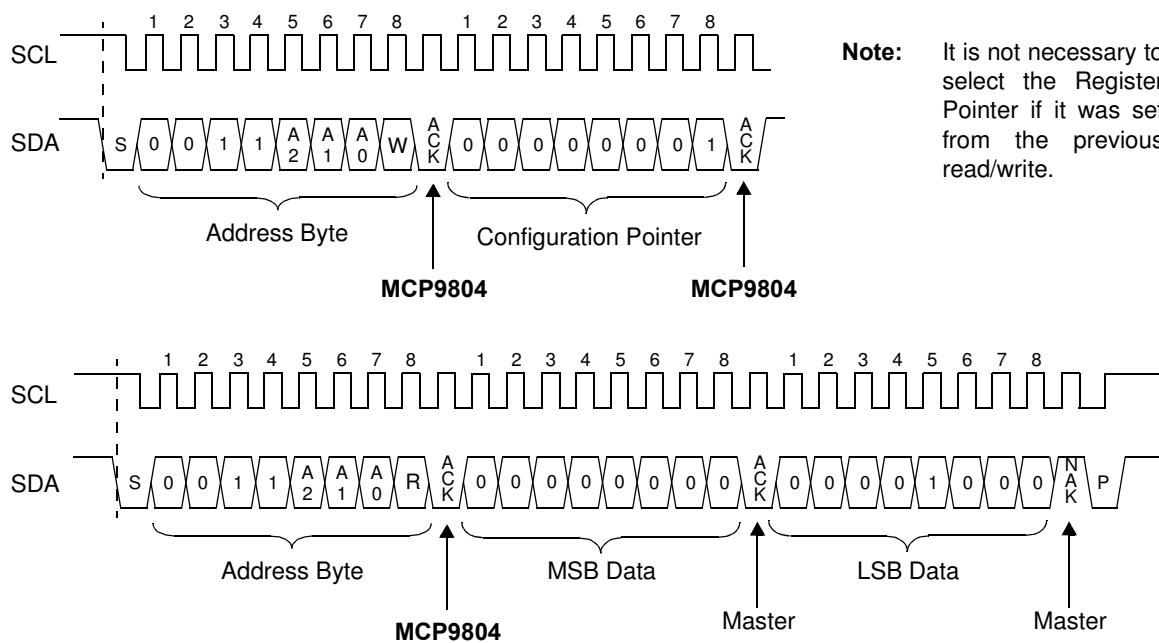 1 2 3 4 5 6 7 8 1 2 3 4 5 6 7 8
SCL
SDA
S 0 0 1 1 A2 A1 A0 W ACK 0 0 0 0 0 0 0 1 ACK
Address Byte Configuration Pointer
MCP9804 MCP9804
Note: It is not necessary to
select the Register
Pointer if it was set
from the previous
read/write.
1 2 3 4 5 6 7 8 1 2 3 4 5 6 7 8 1 2 3 4 5 6 7 8
SCL
SDA
S 0 0 1 1 A2 A1 A0 R ACK 0 0 0 0 0 0 0 0 ACK 0 0 0 0 1 0 0 0 NAK P
Address Byte MSB Data LSB Data
MCP9804 Master Master